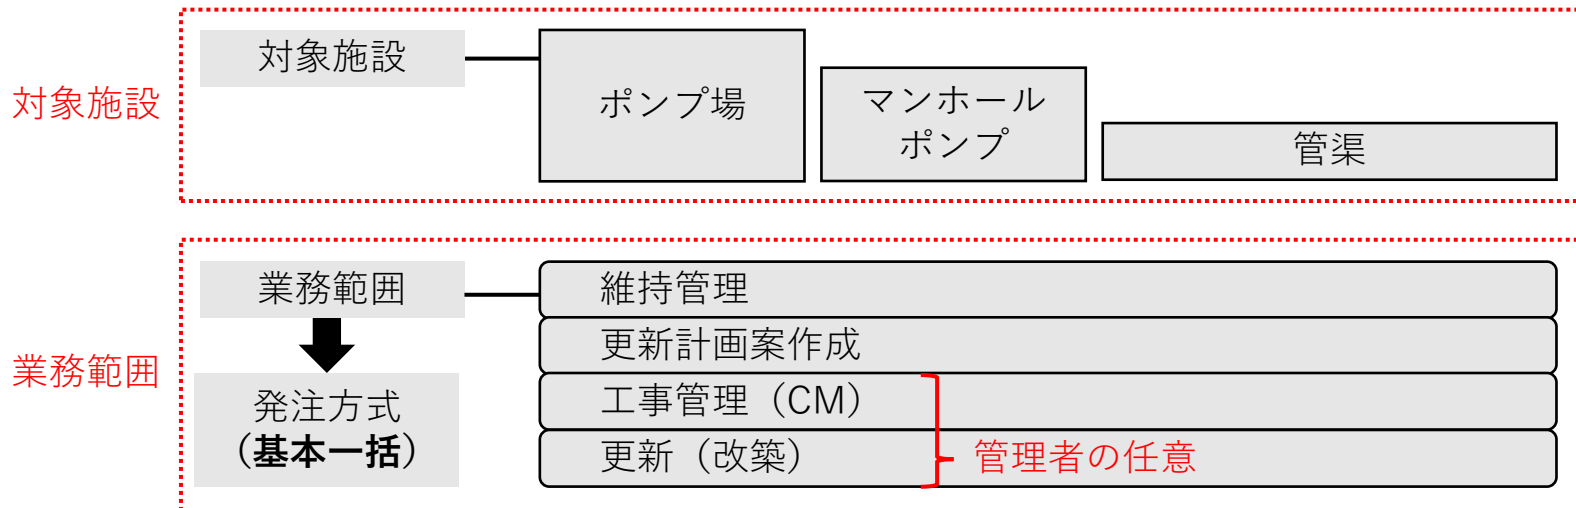 対象施設
対象施設
ポンプ場
マンホール
ポンプ
管渠
業務範囲
業務範囲
発注方式
（基本一括）
維持管理
更新計画案作成
工事管理（CM）
更新（改築）
管理者の任意